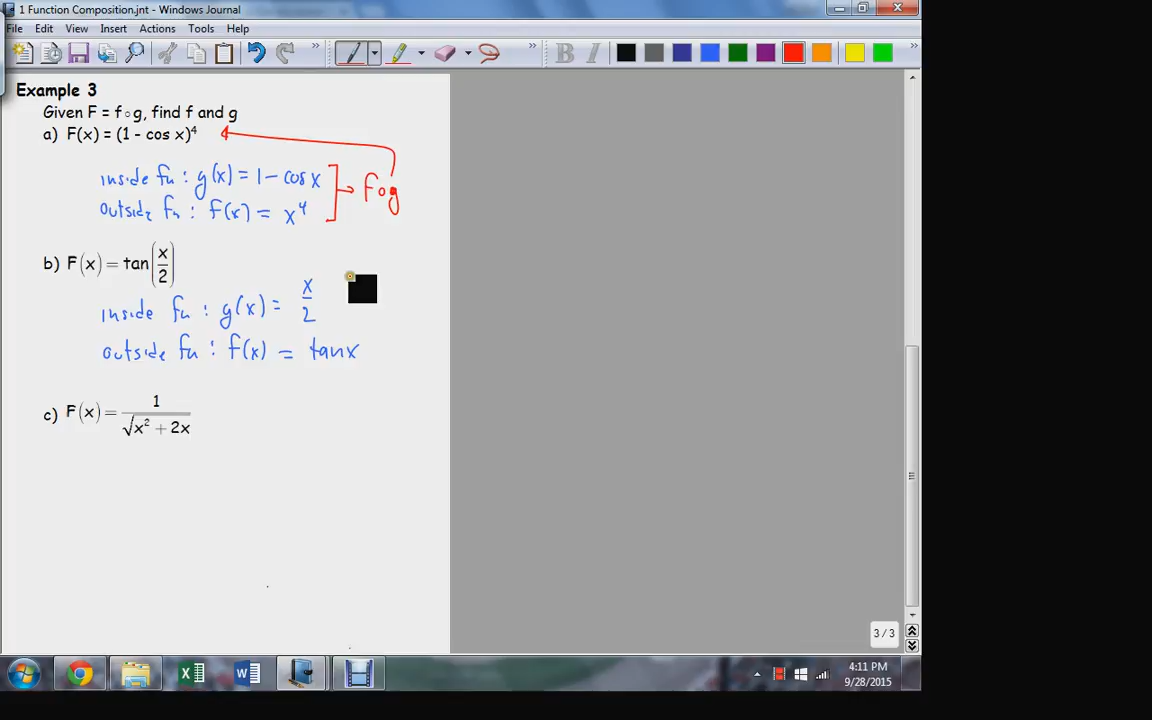 1 Function Composition.jnt - Windows Journal
File Edit View Insert Actions Tools Help
B I
Example 3
Given F = f ∘ g, find f and g
a) F(x) = (1 - cos x)⁴
inside fn : g(x) = 1 - cos x
outside fn : f(x) = x⁴
fog
b) F(x) = tan(x/2)
inside fn : g(x) = x/2
outside fn : f(x) = tanx
c) F(x) = 1/√(x² + 2x)
3 / 3
4:11 PM
9/28/2015